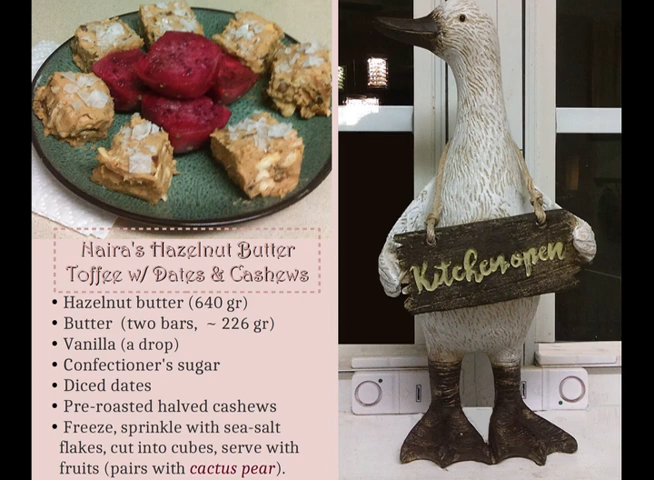 Naira's Hazelnut Butter
Toffee w/ Dates & Cashews
• Hazelnut butter (640 gr)
• Butter (two bars, ~ 226 gr)
• Vanilla (a drop)
• Confectioner's sugar
• Diced dates
• Pre-roasted halved cashews
• Freeze, sprinkle with sea-salt
flakes, cut into cubes, serve with
fruits (pairs with cactus pear).
Kitchen open